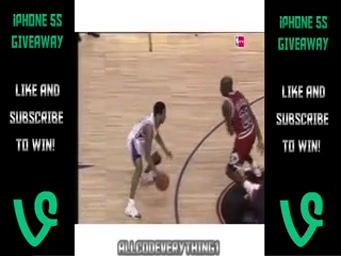 iPHONE 5S
GIVEAWAY
LIKE AND
SUBSCRIBE
TO WIN!
iPHONE 5S
GIVEAWAY
LIKE AND
SUBSCRIBE
TO WIN!
ALLCODEVERYTHING1